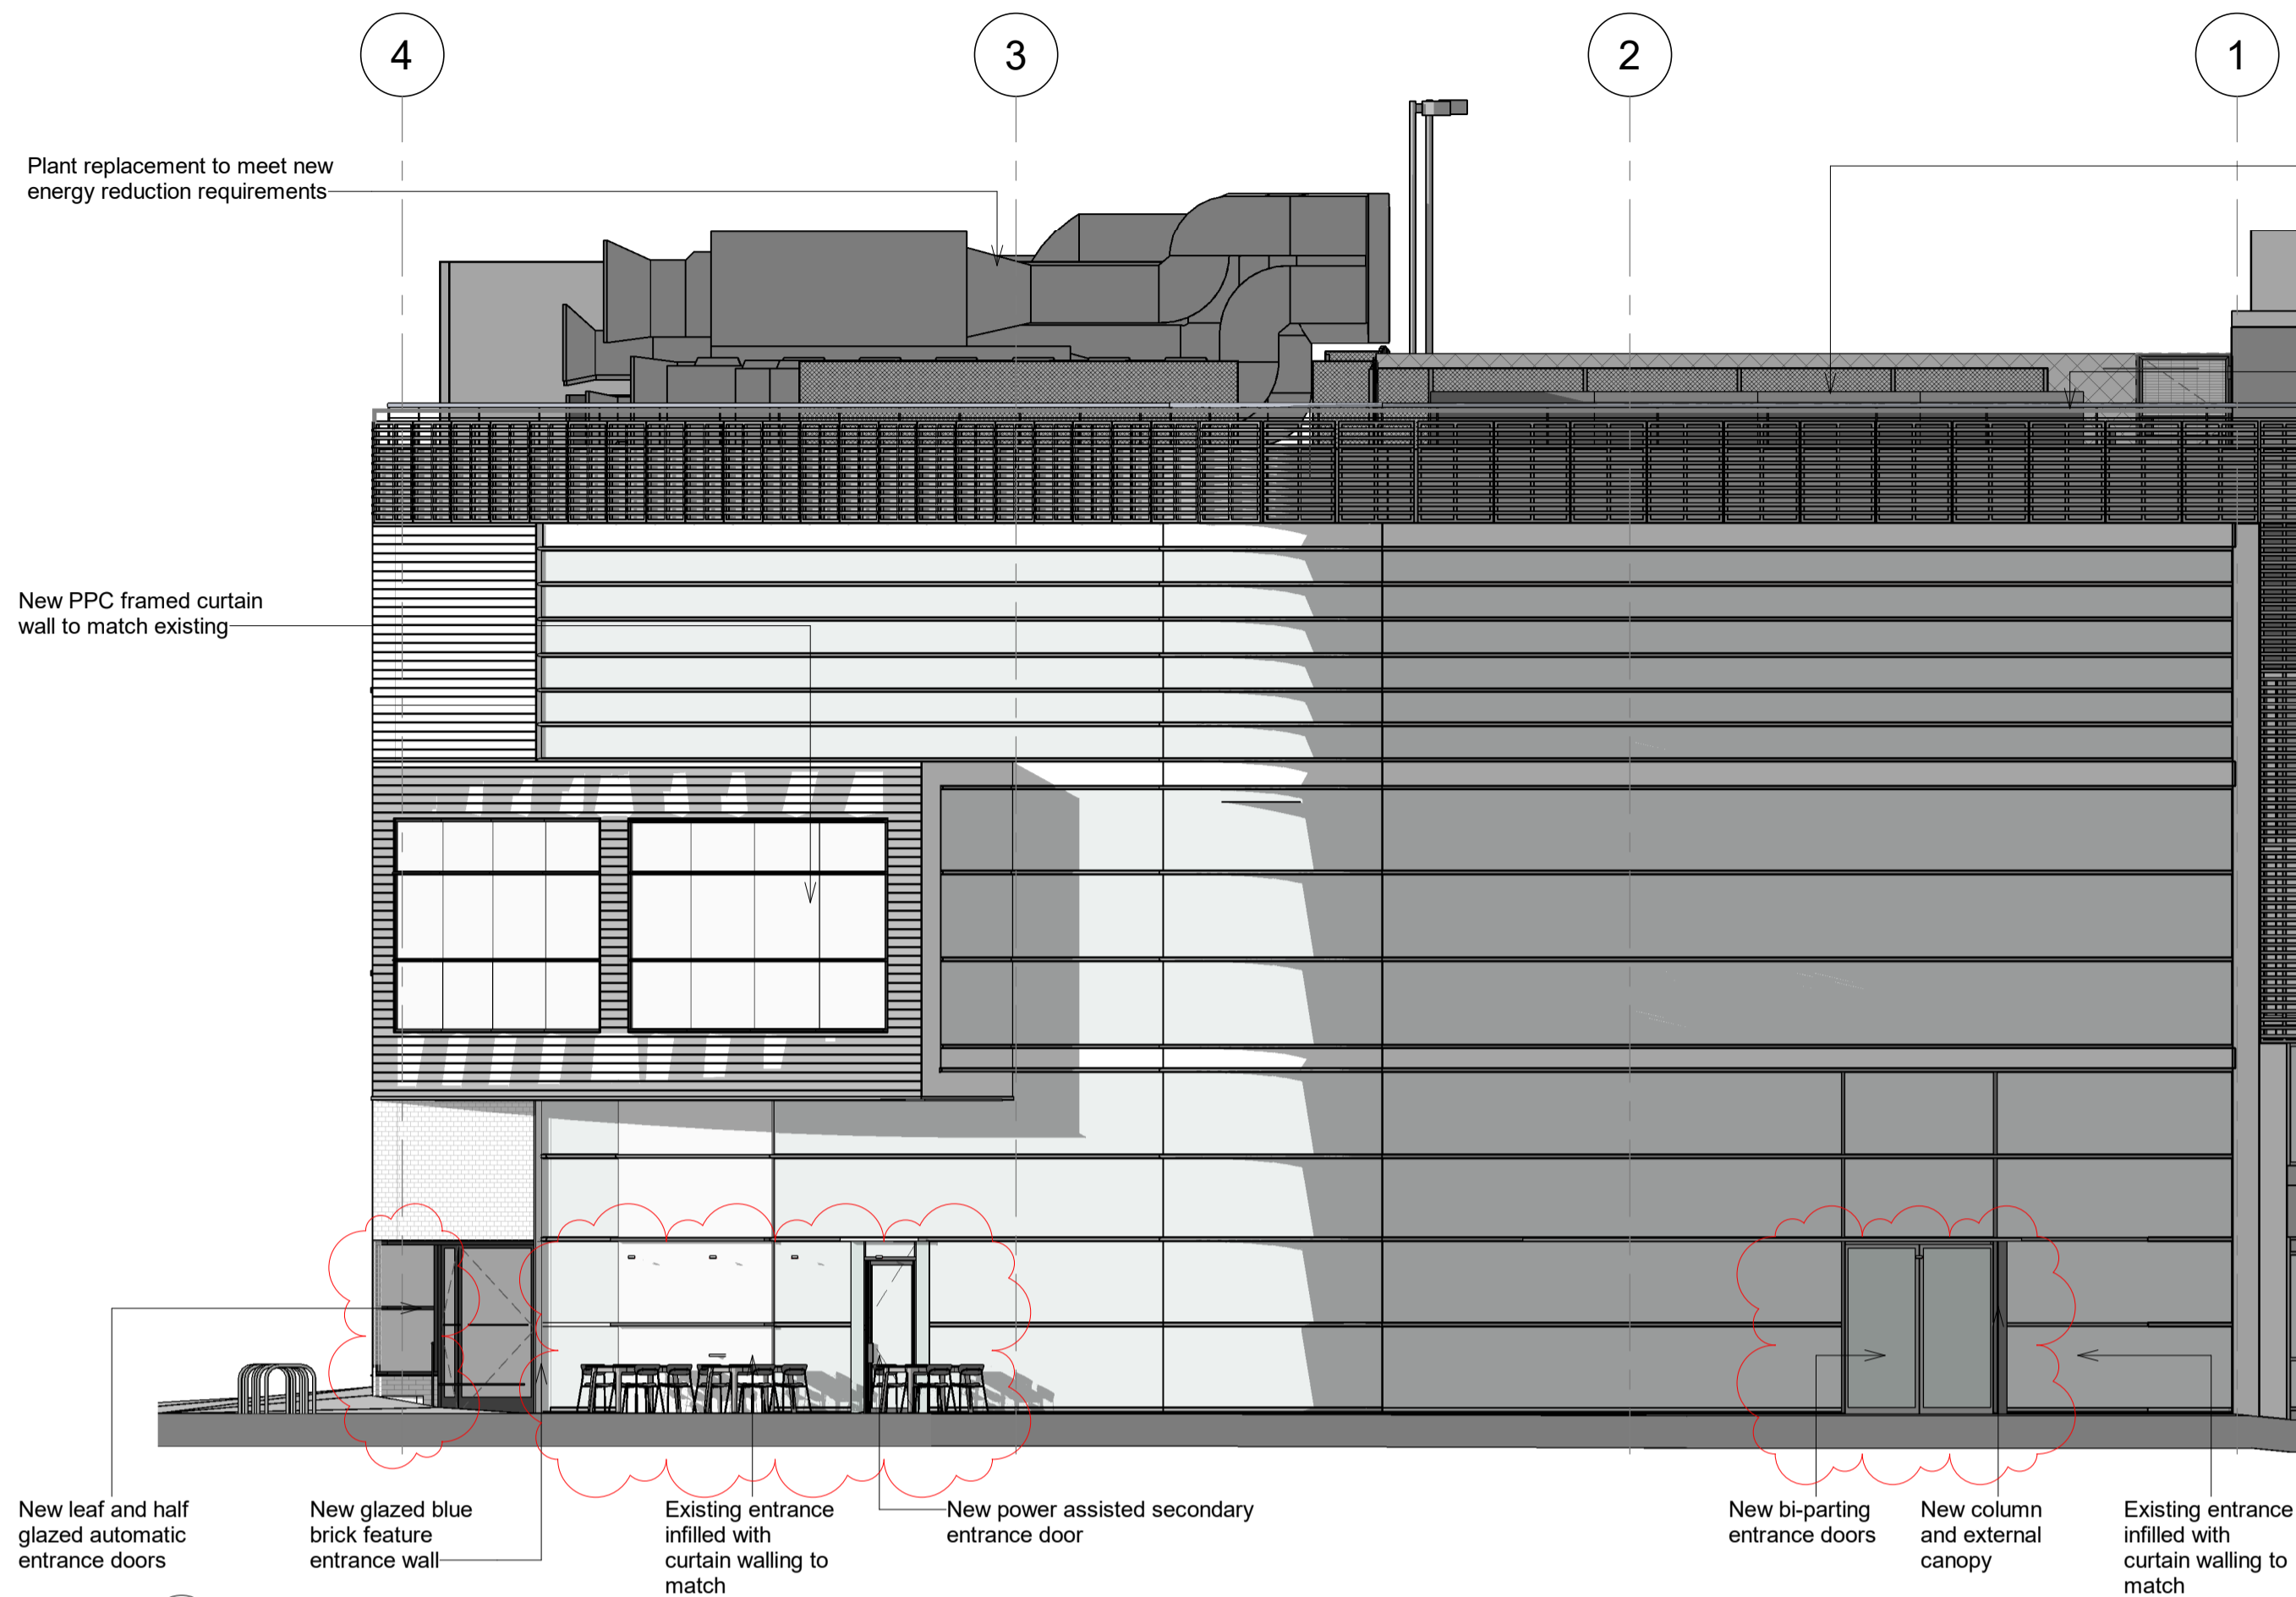 4
3
2
1
Plant replacement to meet new
energy reduction requirements
New PPC framed curtain
wall to match existing
New leaf and half
glazed automatic
entrance doors
New glazed blue
brick feature
entrance wall
Existing entrance
infilled with
curtain walling to
match
New power assisted secondary
entrance door
New bi-parting
entrance doors
New column
and external
canopy
Existing entrance
infilled with
curtain walling to
match